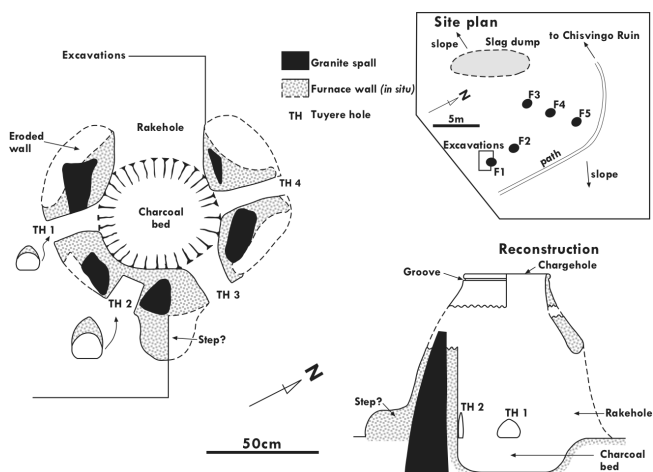 Excavations
Granite spall
Furnace wall (in situ)
TH Tuyere hole
Rakehole
Eroded
wall
TH 4
Charcoal
bed
TH 1
TH 3
TH 2
Step?
N
50cm
Site plan
to Chisvingo Ruin
slope
Slag dump
N
F3
F4
F5
5m
Excavations
F2
F1
path
slope
Reconstruction
Groove
Chargehole
Step?
TH 2
TH 1
Rakehole
Charcoal
bed